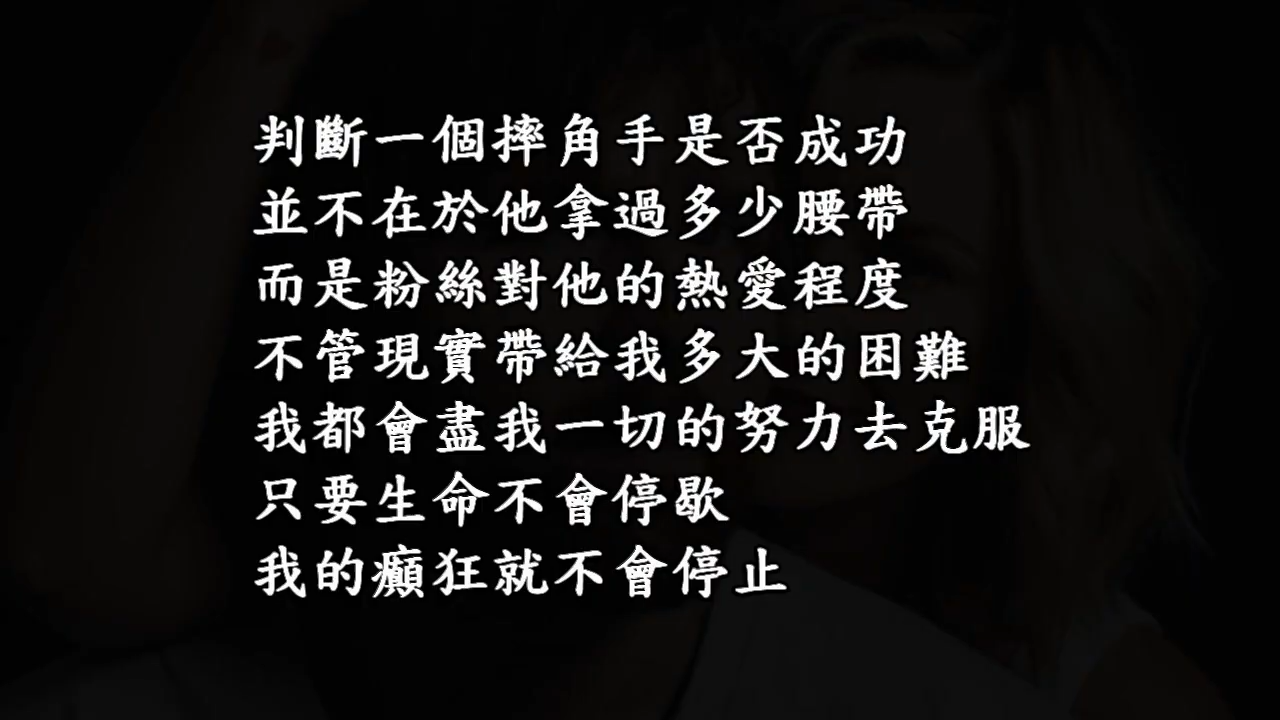 判斷一個摔角手是否成功
並不在於他拿過多少腰帶
而是粉絲對他的熱愛程度
不管現實帶給我多大的困難
我都會盡我一切的努力去克服
只要生命不會停歇
我的癲狂就不會停止